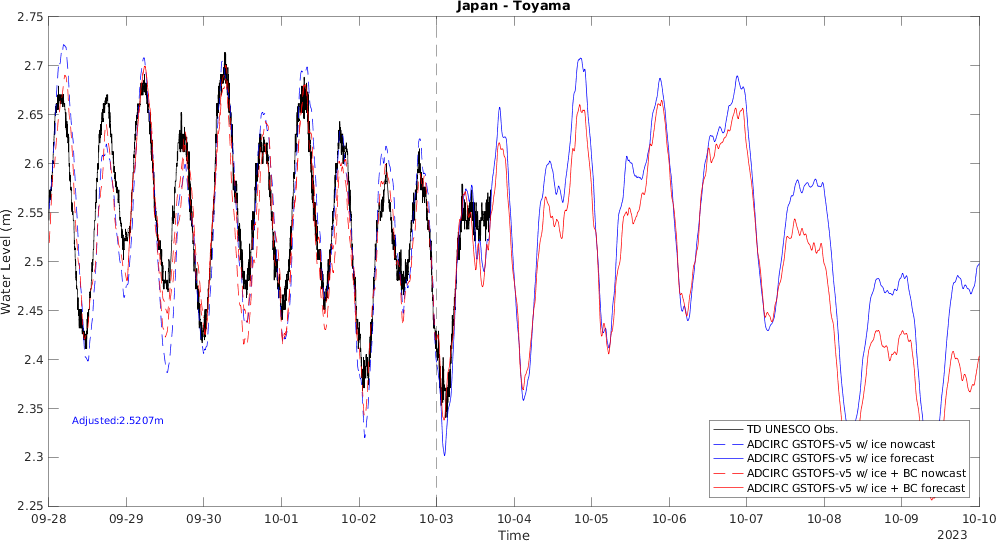 Japan - Toyama
2.75
2.7
2.65
2.6
2.55
2.5
2.45
2.4
2.35
2.3
2.25
Water Level (m)
Adjusted:2.5207m
TD UNESCO Obs.
ADCIRC GSTOFS-v5 w/ ice nowcast
ADCIRC GSTOFS-v5 w/ ice forecast
ADCIRC GSTOFS-v5 w/ ice + BC nowcast
ADCIRC GSTOFS-v5 w/ ice + BC forecast
09-28 09-29 09-30 10-01 10-02 10-03 10-04 10-05 10-06 10-07 10-08 10-09 10-10
Time
2023